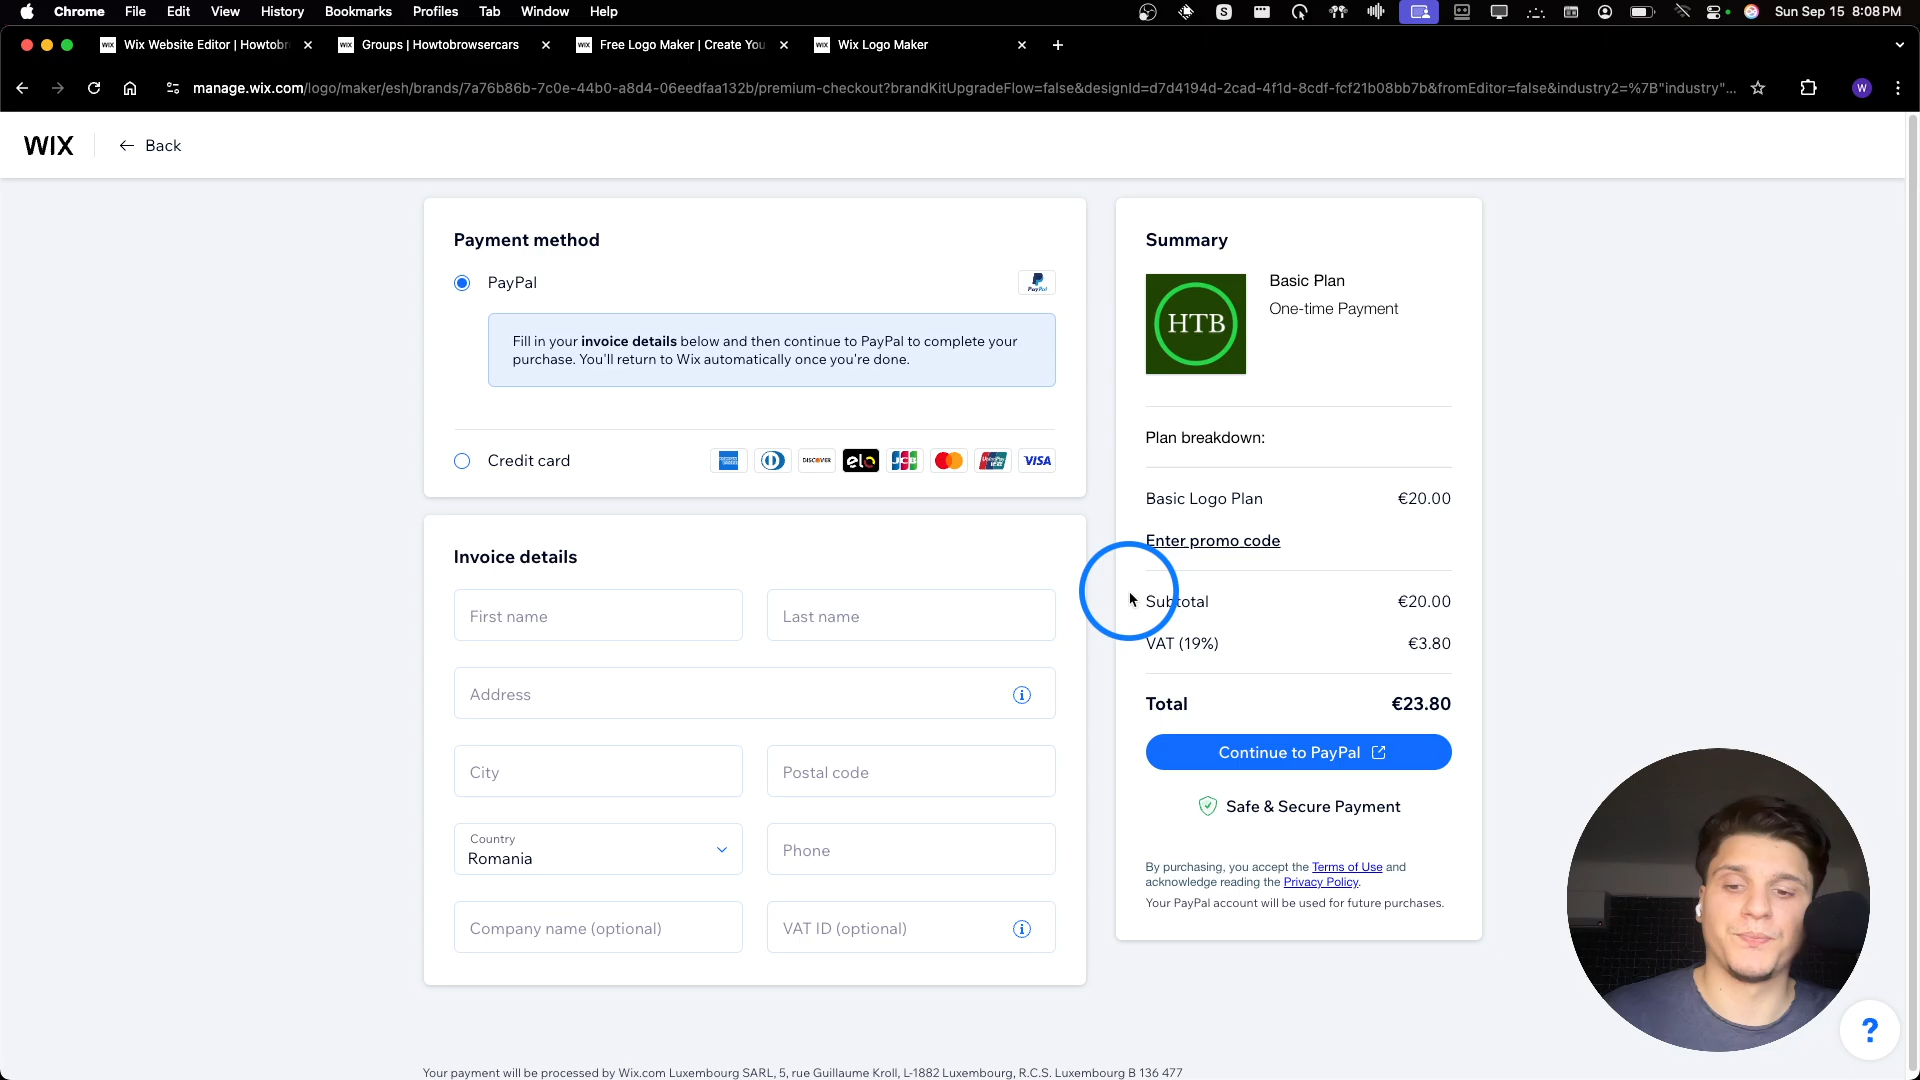 Chrome File Edit View History Bookmarks Profiles Tab Window Help
Sun Sep 15 8:08 PM
Wix Website Editor | Howtobr
Groups | Howtobrowsercars
Free Logo Maker | Create You
Wix Logo Maker
manage.wix.com/logo/maker/esh/brands/7a76b86b-7c0e-44b0-a8d4-06eedfaa132b/premium-checkout?brandKitUpgradeFlow=false&designId=d7d4194d-2cad-4f1d-8cdf-fcf21b08bb7b&fromEditor=false&industry2=%7B"industry"...
W
WIX
Back
Payment method
PayPal
PayPal
Fill in your invoice details below and then continue to PayPal to complete your
purchase. You'll return to Wix automatically once you're done.
Credit card
DISCOVER
elo
JCB
VISA
Invoice details
First name
Last name
Address
City
Postal code
Country
Romania
Phone
Company name (optional)
VAT ID (optional)
Summary
HTB
Basic Plan
One-time Payment
Plan breakdown:
Basic Logo Plan €20.00
Enter promo code
Subtotal €20.00
VAT (19%) €3.80
Total €23.80
Continue to PayPal
Safe & Secure Payment
By purchasing, you accept the Terms of Use and
acknowledge reading the Privacy Policy.
Your PayPal account will be used for future purchases.
?
Your payment will be processed by Wix.com Luxembourg SARL, 5, rue Guillaume Kroll, L-1882 Luxembourg, R.C.S. Luxembourg B 136 477